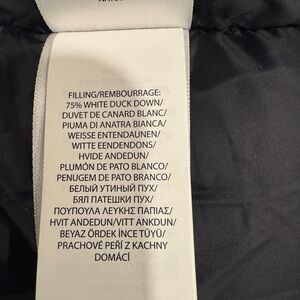 FILLING/REMBOURRAGE:
75% WHITE DUCK DOWN/
DUVET DE CANARD BLANC/
PIUMA DI ANATRA BIANCA/
WEISSE ENTENDAUNEN/
WITTE EENDENDONS/
HVIDE ANDEDUN/
PLUMÓN DE PATO BLANCO/
PENUGEM DE PATO BRANCO/
БЕЛЫЙ УТИНЫЙ ПУХ/
БЯЛ ПАТЕШКИ ПУХ/
ΠΟΥΠΟΥΛΑ ΛΕΥΚΗΣ ΠΑΠΙΑΣ/
HVIT ANDEDUN/VITT ANKDUN/
BEYAZ ÖRDEK İNCE TÜYÜ/
PRACHOVÉ PEŘÍ Z KACHNY
DOMÁCÍ